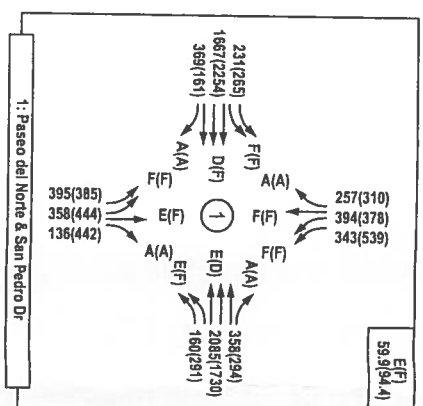 1: Paseo del Norte & San Pedro Dr
E(F)
59.9(94.4)
231(265)
1667(2254)
369(161)
F(F)
D(F)
A(A)
257(310)
394(378)
343(539)
A(A)
F(F)
F(F)
1
395(385)
358(444)
136(442)
F(F)
E(F)
A(A)
A(A)
E(D)
E(F)
358(294)
2085(1730)
160(291)